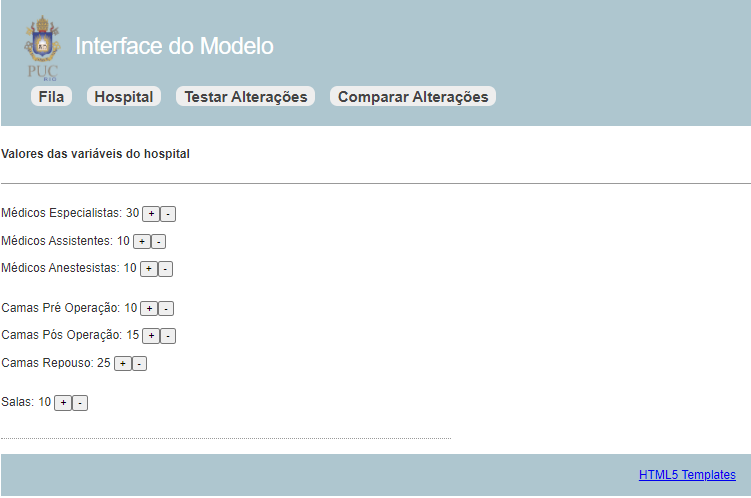 PUC
RIO
Interface do Modelo
Fila Hospital Testar Alterações Comparar Alterações
Valores das variáveis do hospital
Médicos Especialistas: 30 + -
Médicos Assistentes: 10 + -
Médicos Anestesistas: 10 + -
Camas Pré Operação: 10 + -
Camas Pós Operação: 15 + -
Camas Repouso: 25 + -
Salas: 10 + -
HTML5 Templates